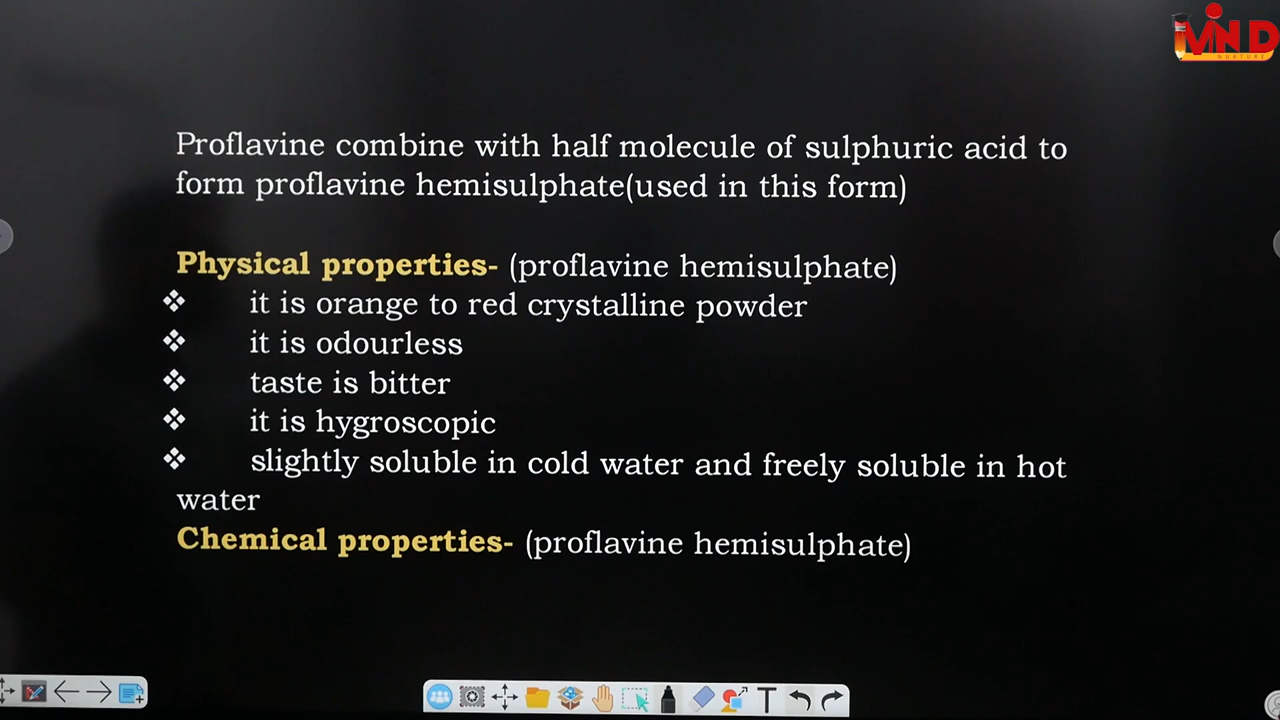 MIND
NURTURE
Proflavine combine with half molecule of sulphuric acid to
form proflavine hemisulphate(used in this form)
Physical properties- (proflavine hemisulphate)
❖ it is orange to red crystalline powder
❖ it is odourless
❖ taste is bitter
❖ it is hygroscopic
❖ slightly soluble in cold water and freely soluble in hot
water
Chemical properties- (proflavine hemisulphate)
T